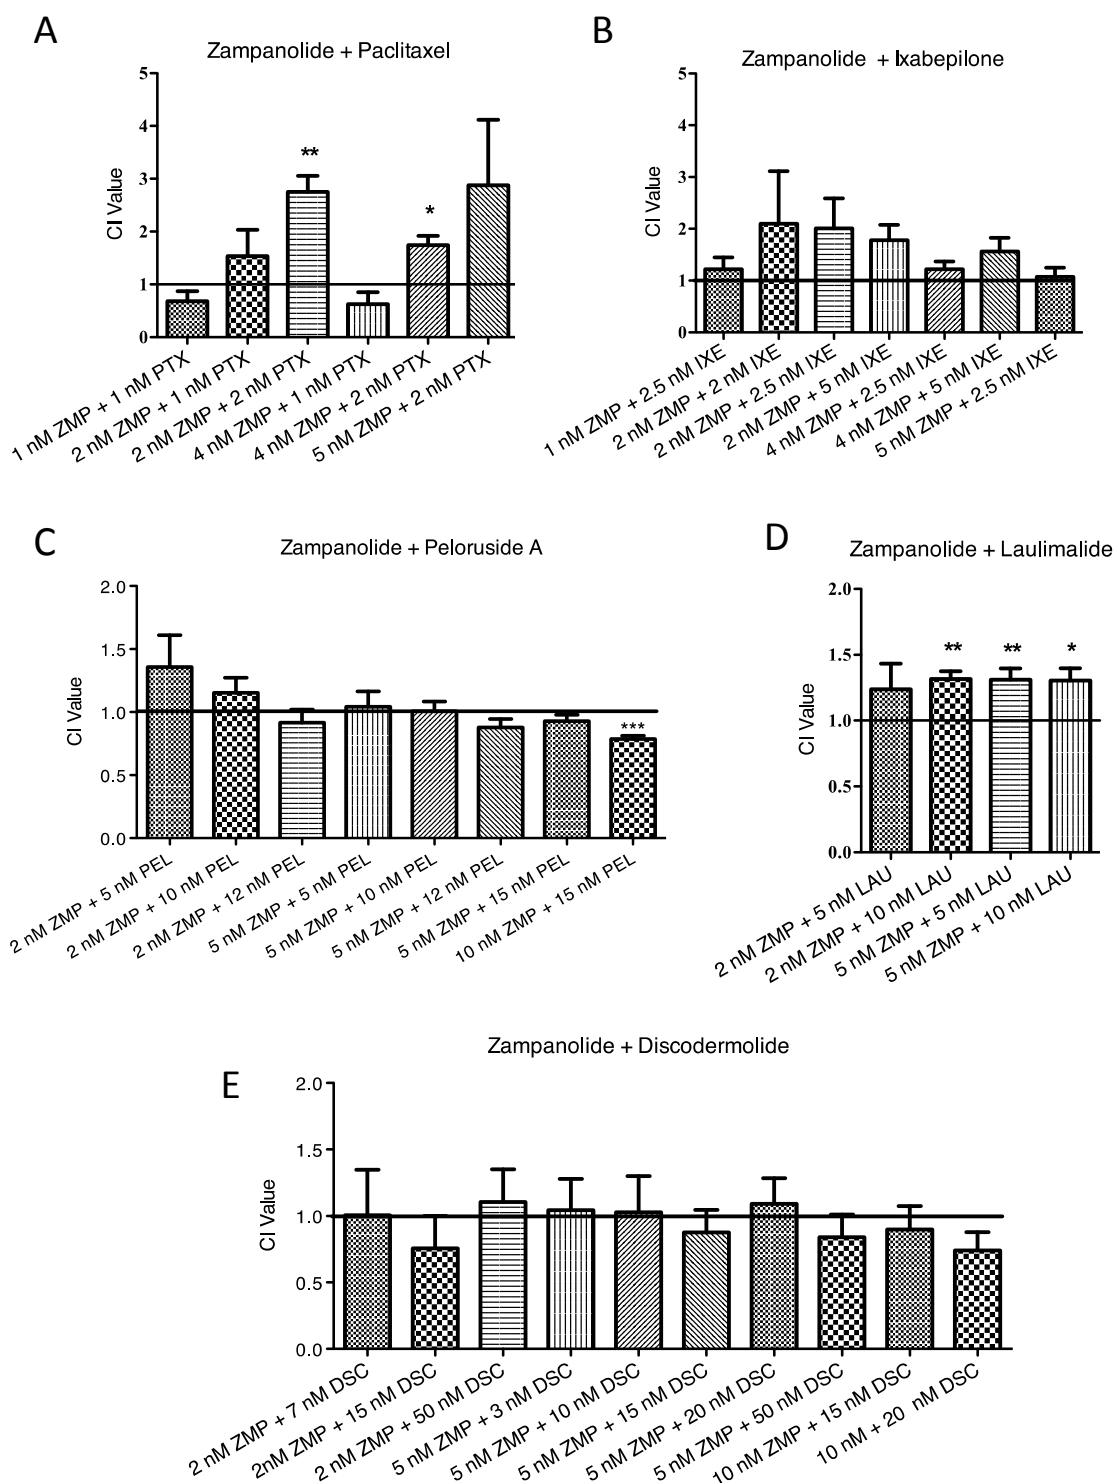 A
Zampanolide + Paclitaxel
CI Value
5
4
3
2
1
0
**
*
1 nM ZMP + 1 nM PTX
2 nM ZMP + 1 nM PTX
2 nM ZMP + 2 nM PTX
4 nM ZMP + 1 nM PTX
4 nM ZMP + 2 nM PTX
5 nM ZMP + 2 nM PTX
B
Zampanolide + Ixabepilone
CI Value
5
4
3
2
1
0
1 nM ZMP + 2.5 nM IXE
2 nM ZMP + 2 nM IXE
2 nM ZMP + 2.5 nM IXE
2 nM ZMP + 5 nM IXE
4 nM ZMP + 2.5 nM IXE
4 nM ZMP + 5 nM IXE
5 nM ZMP + 2.5 nM IXE
C
Zampanolide + Peloruside A
CI Value
2.0
1.5
1.0
0.5
0.0
***
2 nM ZMP + 5 nM PEL
2 nM ZMP + 10 nM PEL
2 nM ZMP + 12 nM PEL
5 nM ZMP + 5 nM PEL
5 nM ZMP + 10 nM PEL
5 nM ZMP + 12 nM PEL
5 nM ZMP + 15 nM PEL
10 nM ZMP + 15 nM PEL
D
Zampanolide + Laulimalide
CI Value
2.0
1.5
1.0
0.5
0.0
**
**
*
2 nM ZMP + 5 nM LAU
2 nM ZMP + 10 nM LAU
5 nM ZMP + 5 nM LAU
5 nM ZMP + 10 nM LAU
E
Zampanolide + Discodermolide
CI Value
2.0
1.5
1.0
0.5
0.0
2 nM ZMP + 7 nM DSC
2nM ZMP + 15 nM DSC
2 nM ZMP + 50 nM DSC
5 nM ZMP + 3 nM DSC
5 nM ZMP + 10 nM DSC
5 nM ZMP + 15 nM DSC
5 nM ZMP + 20 nM DSC
5 nM ZMP + 50 nM DSC
10 nM ZMP + 15 nM DSC
10 nM + 20 nM DSC